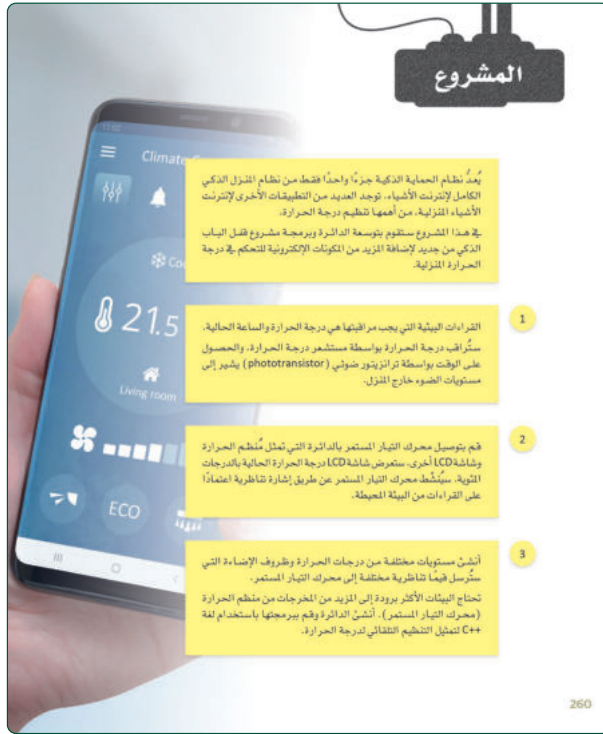 المشروع
يُعدُّ نظام الحماية الذكية جزءًا واحدًا فقط من نظام المنزل الذكي
الكامل لإنترنت الأشياء. توجد العديد من التطبيقات الأخرى لإنترنت
الأشياء المنزلية، من أهمها تنظيم درجة الحرارة.
في هذا المشروع ستقوم بتوسعة الدائرة وبرمجة مشروع قفل الباب
الذكي من جديد لإضافة المزيد من المكونات الإلكترونية للتحكم في درجة
الحرارة المنزلية.
1
القراءات البيئية التي يجب مراقبتها هي درجة الحرارة والساعة الحالية.
ستُراقب درجة الحرارة بواسطة مستشعر درجة الحرارة، والحصول
على الوقت بواسطة ترانزيتور ضوئي (phototransistor) يشير إلى
مستويات الضوء خارج المنزل.
2
قم بتوصيل محرك التيار المستمر بالدائرة التي تمثل مُنظم الحرارة
وشاشة LCD أخرى. ستعرض شاشة LCD درجة الحرارة الحالية بالدرجات
المئوية. سيُنشَّط محرك التيار المستمر عن طريق إشارة تناظرية اعتمادًا
على القراءات من البيئة المحيطة.
3
أنشئ مستويات مختلفة من درجات الحرارة وظروف الإضاءة التي
ستُرسل قيمًا تناظرية مختلفة إلى محرك التيار المستمر.
تحتاج البيئات الأكثر برودة إلى المزيد من المخرجات من منظم الحرارة
(محرك التيار المستمر). أنشئ الدائرة وقم ببرمجتها باستخدام لغة
C++ لتمثيل التنظيم التلقائي لدرجة الحرارة.
Climate
Coo
21.5
Living room
ECO
260